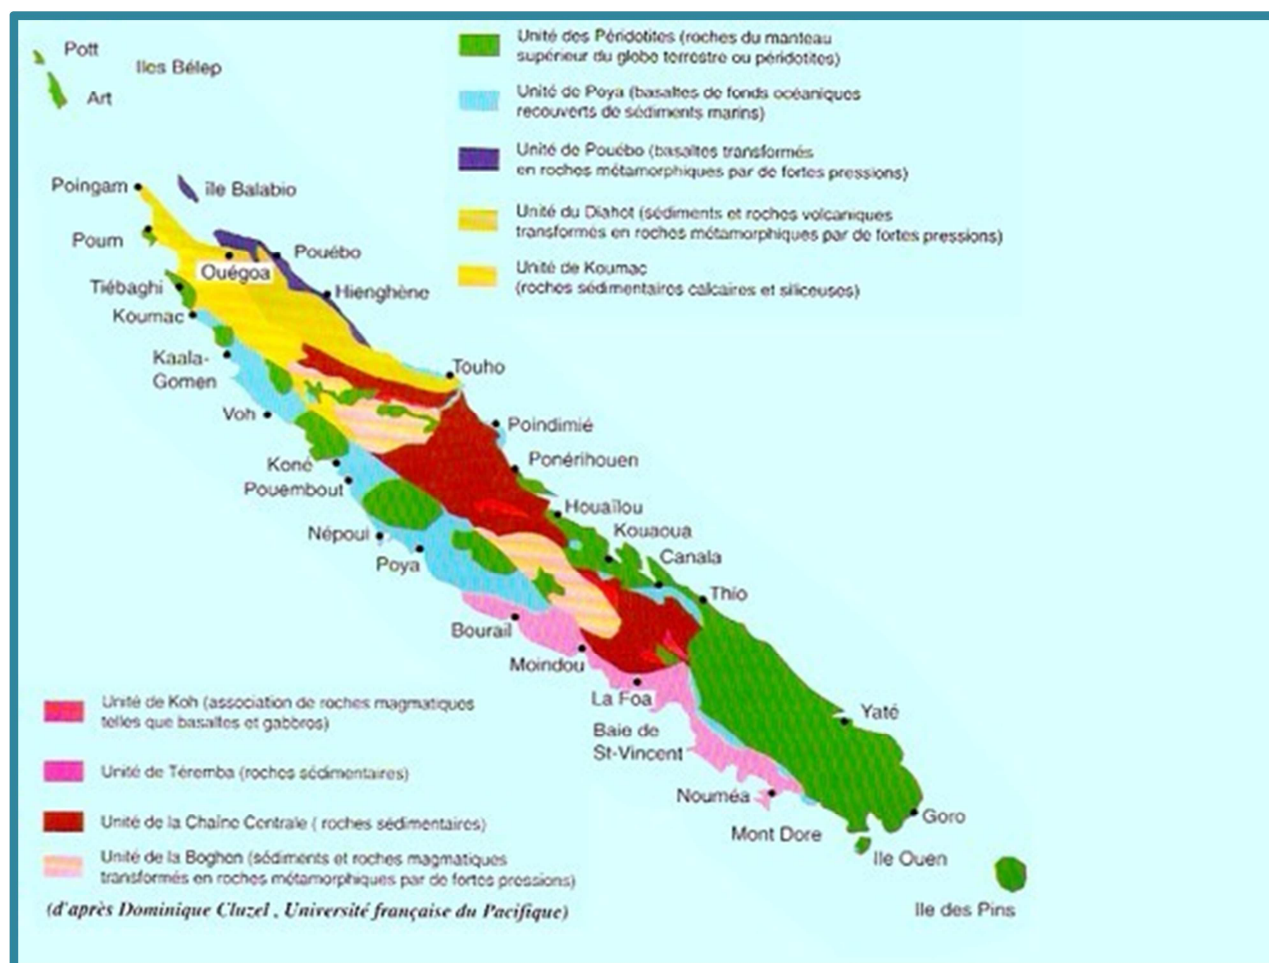 Pott
Iles Bélep
Art
Unité des Péridotites (roches du manteau
supérieur du globe terrestre ou péridotites)
Unité de Poya (basaltes de fonds océaniques
recouverts de sédiments marins)
Unité de Pouébo (basaltes transformés
en roches métamorphiques par de fortes pressions)
Unité du Diahot (sédiments et roches volcaniques
transformés en roches métamorphiques par de fortes pressions)
Unité de Koumac
(roches sédimentaires calcaires et siliceuses)
Poingam
île Balabio
Poum
Pouébo
Ouégoa
Tiébaghi
Hienghène
Koumac
Kaala-
Gomen
Touho
Voh
Poindimié
Koné
Ponérihouen
Pouembout
Houaïlou
Népoui
Kouaoua
Poya
Canala
Thio
Bourail
Moindou
La Foa
Yaté
Baie de
St-Vincent
Nouméa
Goro
Mont Dore
Ile Ouen
Ile des Pins
Unité de Koh (association de roches magmatiques
telles que basaltes et gabbros)
Unité de Téremba (roches sédimentaires)
Unité de la Chaîne Centrale ( roches sédimentaires)
Unité de la Boghen (sédiments et roches magmatiques
transformés en roches métamorphiques par de fortes pressions)
(d'après Dominique Cluzel , Université française du Pacifique)